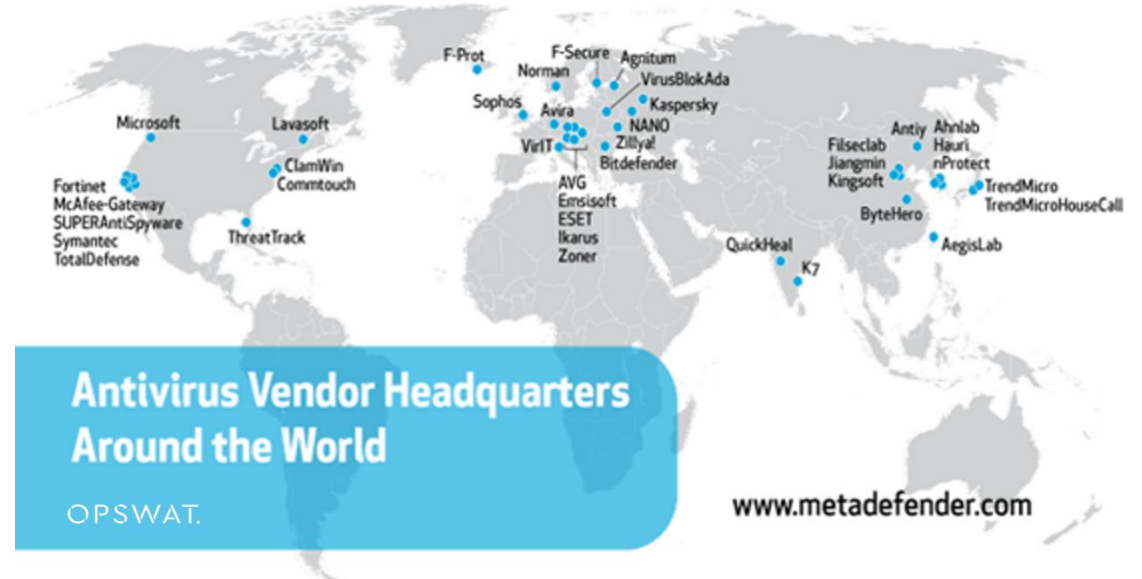 F-Prot
F-Secure
Agnitum
Norman
VirusBlokAda
Sophos
Avira
Kaspersky
Microsoft
Lavasoft
NANO
VirIT
Zillya!
Bitdefender
Antiy
Ahnlab
Hauri
nProtect
Filseclab
Jiangmin
Kingsoft
ClamWin
Commtouch
Fortinet
McAfee-Gateway
SUPERAntiSpyware
Symantec
TotalDefense
ThreatTrack
AVG
Emsisoft
ESET
Ikarus
Zoner
TrendMicro
TrendMicroHouseCall
ByteHero
AegisLab
QuickHeal
K7
Antivirus Vendor Headquarters
Around the World
OPSWAT.
www.metadefender.com